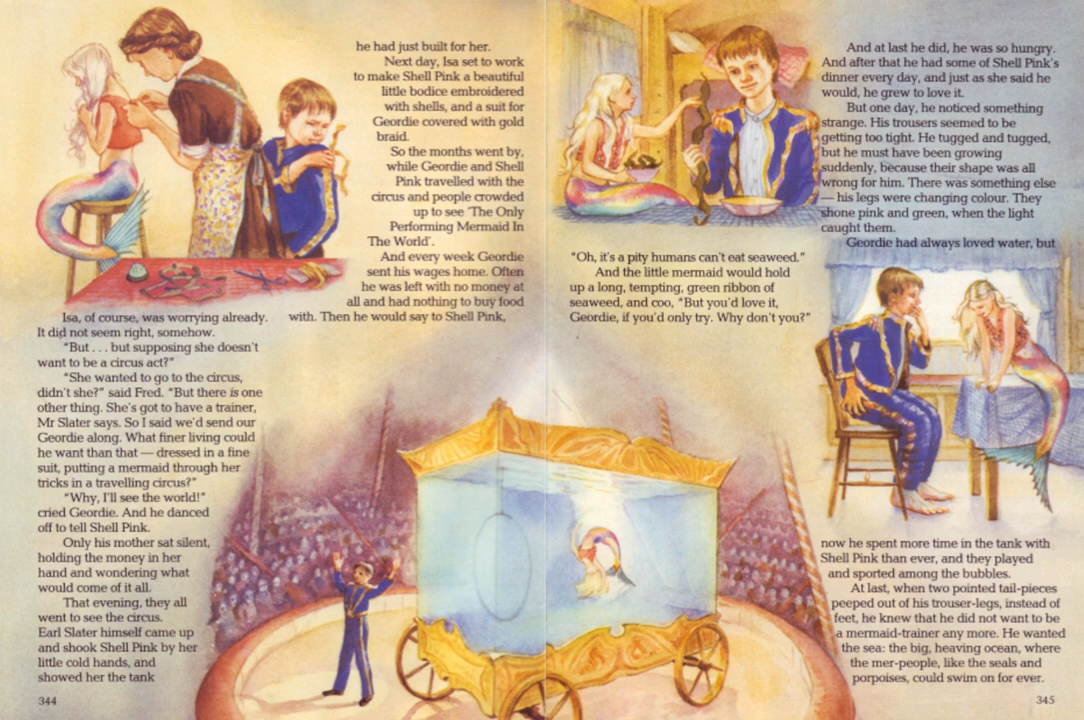 Isa, of course, was worrying already.
It did not seem right, somehow.
"But . . . but supposing she doesn't
want to be a circus act?"
"She wanted to go to the circus,
didn't she?" said Fred. "But there is one
other thing. She's got to have a trainer,
Mr Slater says. So I said we'd send our
Geordie along. What finer living could
he want than that — dressed in a fine
suit, putting a mermaid through her
tricks in a travelling circus?"
"Why, I'll see the world!"
cried Geordie. And he danced
off to tell Shell Pink.
Only his mother sat silent,
holding the money in her
hand and wondering what
would come of it all.
That evening, they all
went to see the circus.
Earl Slater himself came up
and shook Shell Pink by her
little cold hands, and
showed her the tank
344
he had just built for her.
Next day, Isa set to work
to make Shell Pink a beautiful
little bodice embroidered
with shells, and a suit for
Geordie covered with gold
braid.
So the months went by,
while Geordie and Shell
Pink travelled with the
circus and people crowded
up to see 'The Only
Performing Mermaid In
The World'.
And every week Geordie
sent his wages home. Often
he was left with no money at
all and had nothing to buy food
with. Then he would say to Shell Pink,
"Oh, it's a pity humans can't eat seaweed."
And the little mermaid would hold
up a long, tempting, green ribbon of
seaweed, and coo, "But you'd love it,
Geordie, if you'd only try. Why don't you?"
And at last he did, he was so hungry.
And after that he had some of Shell Pink's
dinner every day, and just as she said he
would, he grew to love it.
But one day, he noticed something
strange. His trousers seemed to be
getting too tight. He tugged and tugged,
but he must have been growing
suddenly, because their shape was all
wrong for him. There was something else
— his legs were changing colour. They
shone pink and green, when the light
caught them.
Geordie had always loved water, but
now he spent more time in the tank with
Shell Pink than ever, and they played
and sported among the bubbles.
At last, when two pointed tail-pieces
peeped out of his trouser-legs, instead of
feet, he knew that he did not want to be
a mermaid-trainer any more. He wanted
the sea: the big, heaving ocean, where
the mer-people, like the seals and
porpoises, could swim on for ever.
345